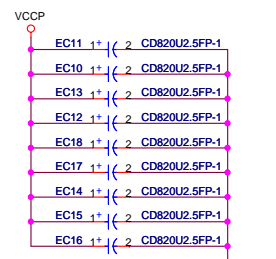 VCCP
EC11 1 + 2 CD820U2.5FP-1
EC10 1 + 2 CD820U2.5FP-1
EC13 1 + 2 CD820U2.5FP-1
EC12 1 + 2 CD820U2.5FP-1
EC18 1 + 2 CD820U2.5FP-1
EC17 1 + 2 CD820U2.5FP-1
EC14 1 + 2 CD820U2.5FP-1
EC15 1 + 2 CD820U2.5FP-1
EC16 1 + 2 CD820U2.5FP-1